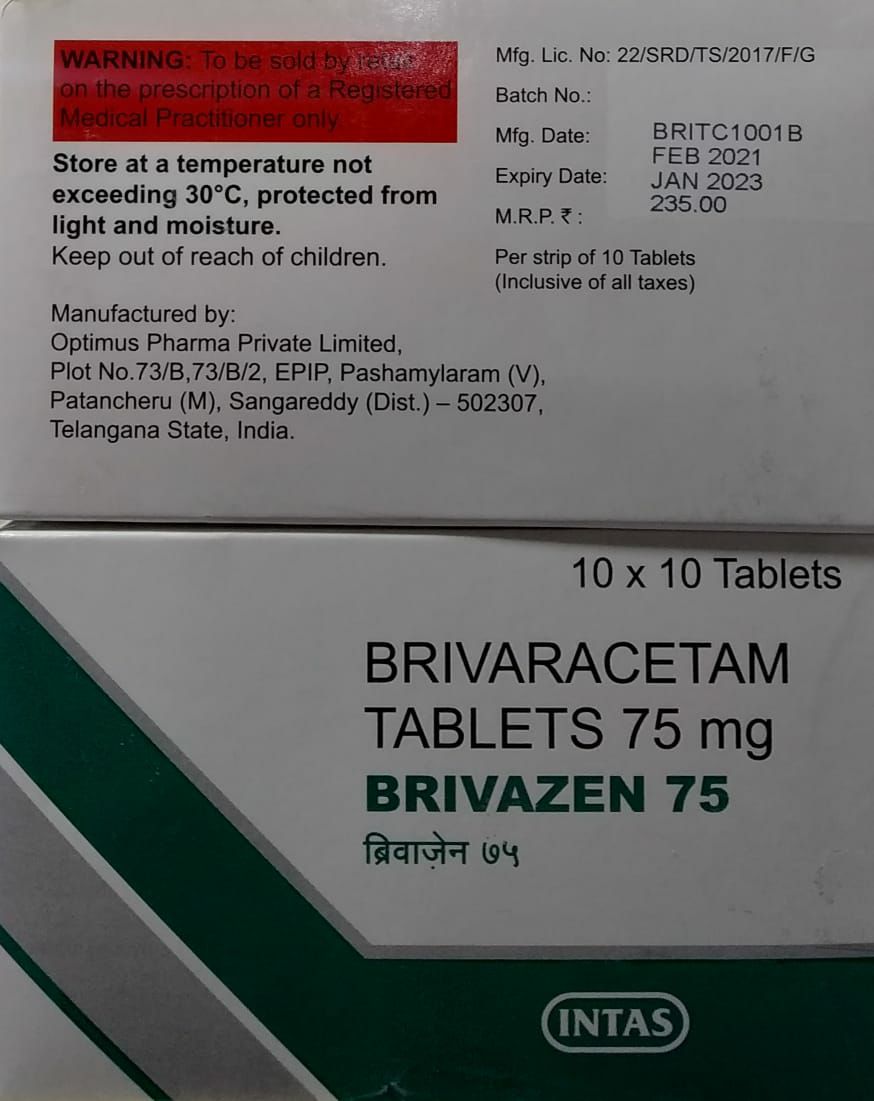 WARNING: To be sold by retail
on the prescription of a Registered
Medical Practitioner only.
Store at a temperature not
exceeding 30°C, protected from
light and moisture.
Keep out of reach of children.
Manufactured by:
Optimus Pharma Private Limited,
Plot No.73/B,73/B/2, EPIP, Pashamylaram (V),
Patancheru (M), Sangareddy (Dist.) – 502307,
Telangana State, India.
Mfg. Lic. No: 22/SRD/TS/2017/F/G
Batch No.:
Mfg. Date:
Expiry Date:
M.R.P. ₹ :
BRITC1001B
FEB 2021
JAN 2023
235.00
Per strip of 10 Tablets
(Inclusive of all taxes)
10 x 10 Tablets
BRIVARACETAM
TABLETS 75 mg
BRIVAZEN 75
ब्रिवाज़ेन ७५
INTAS